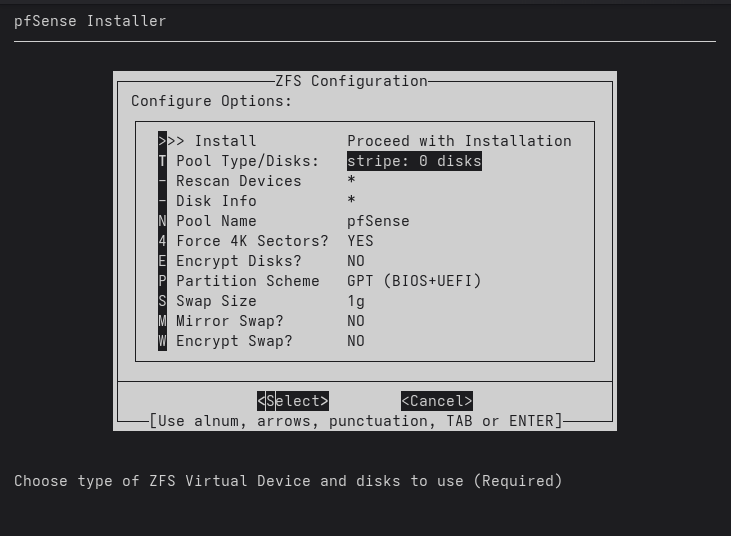 pfSense Installer
ZFS Configuration
Configure Options:
>>> Install Proceed with Installation
T Pool Type/Disks: stripe: 0 disks
- Rescan Devices *
- Disk Info *
N Pool Name pfSense
4 Force 4K Sectors? YES
E Encrypt Disks? NO
P Partition Scheme GPT (BIOS+UEFI)
S Swap Size 1g
M Mirror Swap? NO
W Encrypt Swap? NO
<Select> <Cancel>
[Use alnum, arrows, punctuation, TAB or ENTER]
Choose type of ZFS Virtual Device and disks to use (Required)